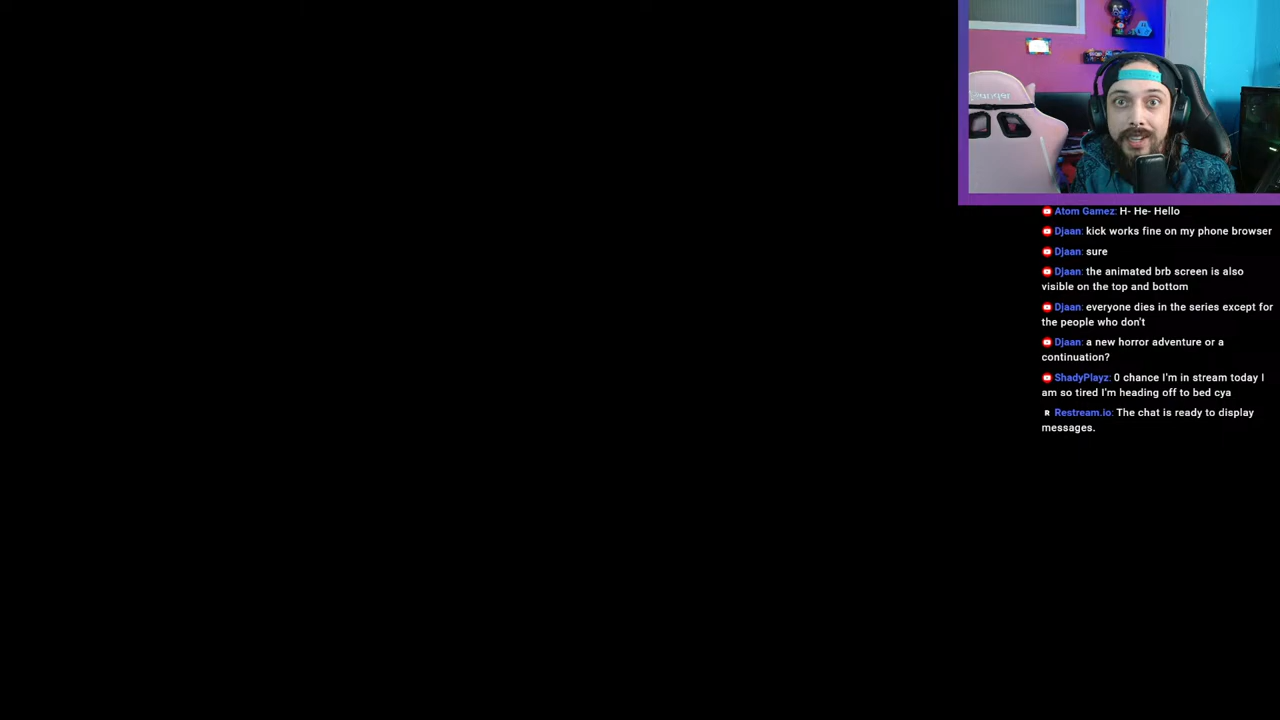 Atom Gamez: H- He- Hello
Djaan: kick works fine on my phone browser
Djaan: sure
Djaan: the animated brb screen is also
visible on the top and bottom
Djaan: everyone dies in the series except for
the people who don't
Djaan: a new horror adventure or a
continuation?
ShadyPlayz: 0 chance I'm in stream today I
am so tired I'm heading off to bed cya
R Restream.io: The chat is ready to display
messages.